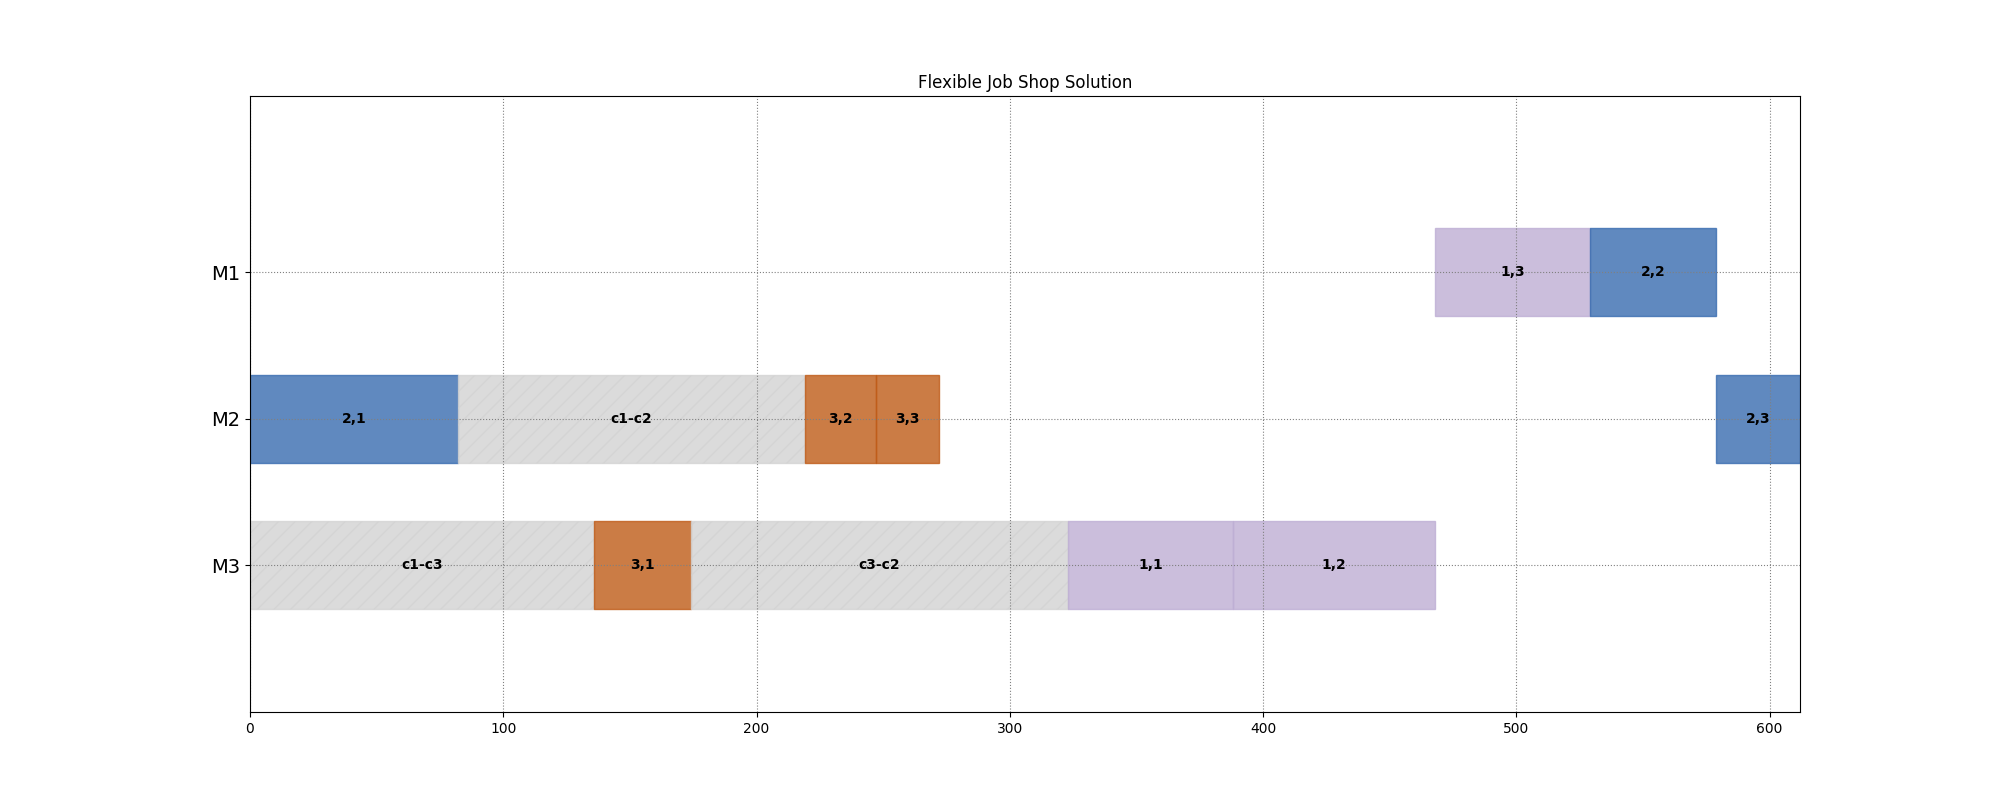 Flexible Job Shop Solution
M1
1,3 2,2
M2
2,1 c1-c2 3,2 3,3 2,3
M3
c1-c3 3,1 c3-c2 1,1 1,2
0 100 200 300 400 500 600